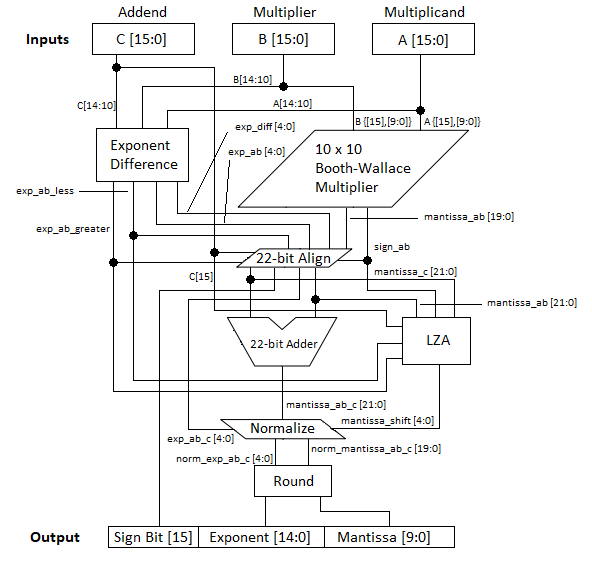 Addend
Multiplier
Multiplicand
Inputs
C [15:0]
B [15:0]
A [15:0]
B[14:10]
C[14:10]
A[14:10]
B{[15],[9:0]}
A{[15],[9:0]}
exp_diff [4:0]
exp_ab [4:0]
Exponent
Difference
10 x 10
Booth-Wallace
Multiplier
exp_ab_less
mantissa_ab [19:0]
exp_ab_greater
sign_ab
22-bit Align
C[15]
mantissa_c [21:0]
mantissa_ab [21:0]
22-bit Adder
LZA
mantissa_ab_c [21:0]
mantissa_shift [4:0]
Normalize
exp_ab_c [4:0]
norm_mantissa_ab_c [19:0]
norm_exp_ab_c [4:0]
Round
Output
Sign Bit [15]
Exponent [14:0]
Mantissa [9:0]